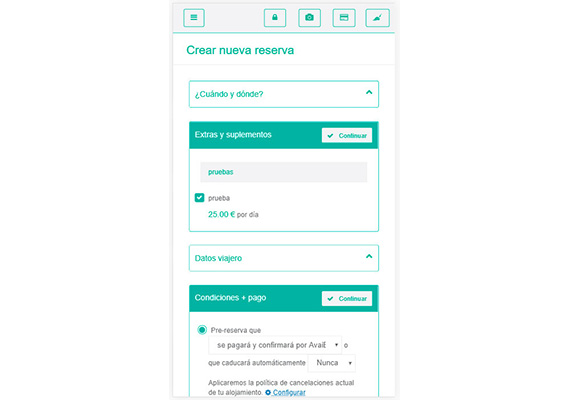 Crear nueva reserva
¿Cuándo y dónde?
Extras y suplementos
Continuar
pruebas
prueba
25.00 € por día
Datos viajero
Condiciones + pago
Continuar
Pre-reserva que
se pagará y confirmará por o
que caducará automáticamente Nunca
Aplicaremos la política de cancelaciones actual
de tu alojamiento. Configurar